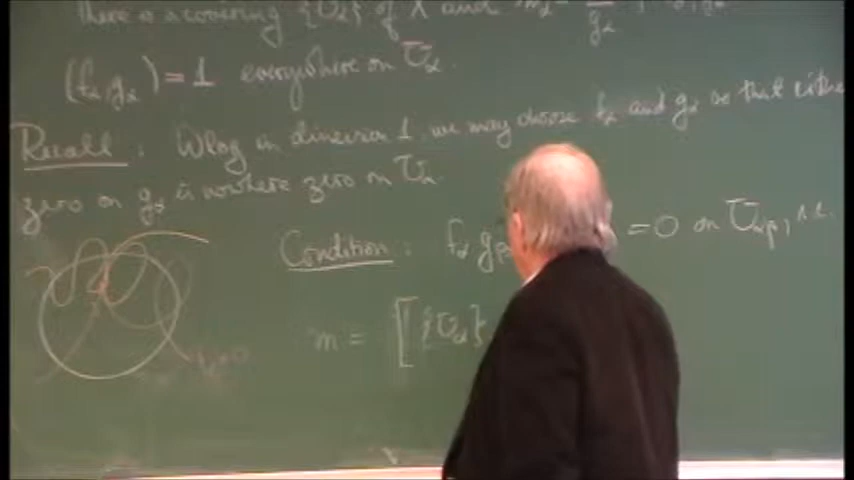 there is a covering {U_α} of X and m_α = g_α
(f_α, g_α) = 1 everywhere on U_α.
Recall: Wlog in dimension 1 we may choose f_α and g_α so that
zero on g_α is nowhere zero on U_α
Condition: f_α g_β = 0 on U_αβ,
m = [{U_α}